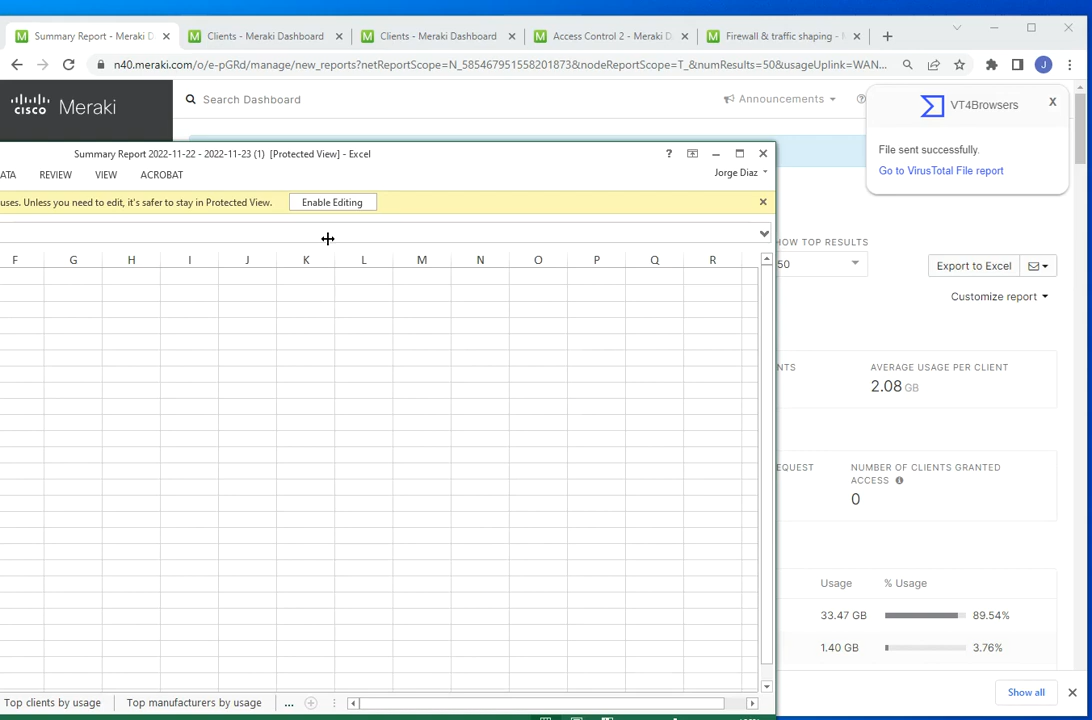 Summary Report - Meraki D
Clients - Meraki Dashboard
Clients - Meraki Dashboard
Access Control 2 - Meraki D
Firewall & traffic shaping -
n40.meraki.com/o/e-pGRd/manage/new_reports?netReportScope=N_585467951558201873&nodeReportScope=T_&numResults=50&usageUplink=WAN...
J
cisco Meraki
Search Dashboard
Announcements
VT4Browsers
X
File sent successfully.
Go to VirusTotal File report
Summary Report 2022-11-22 - 2022-11-23 (1) [Protected View] - Excel
?
ATA REVIEW VIEW ACROBAT
Jorge Diaz
uses. Unless you need to edit, it's safer to stay in Protected View.
Enable Editing
HOW TOP RESULTS
50
Export to Excel
Customize report
F G H I J K L M N O P Q R
NTS
AVERAGE USAGE PER CLIENT
2.08 GB
EQUEST
NUMBER OF CLIENTS GRANTED
ACCESS
0
Usage % Usage
33.47 GB 89.54%
1.40 GB 3.76%
Top clients by usage
Top manufacturers by usage
...
Show all